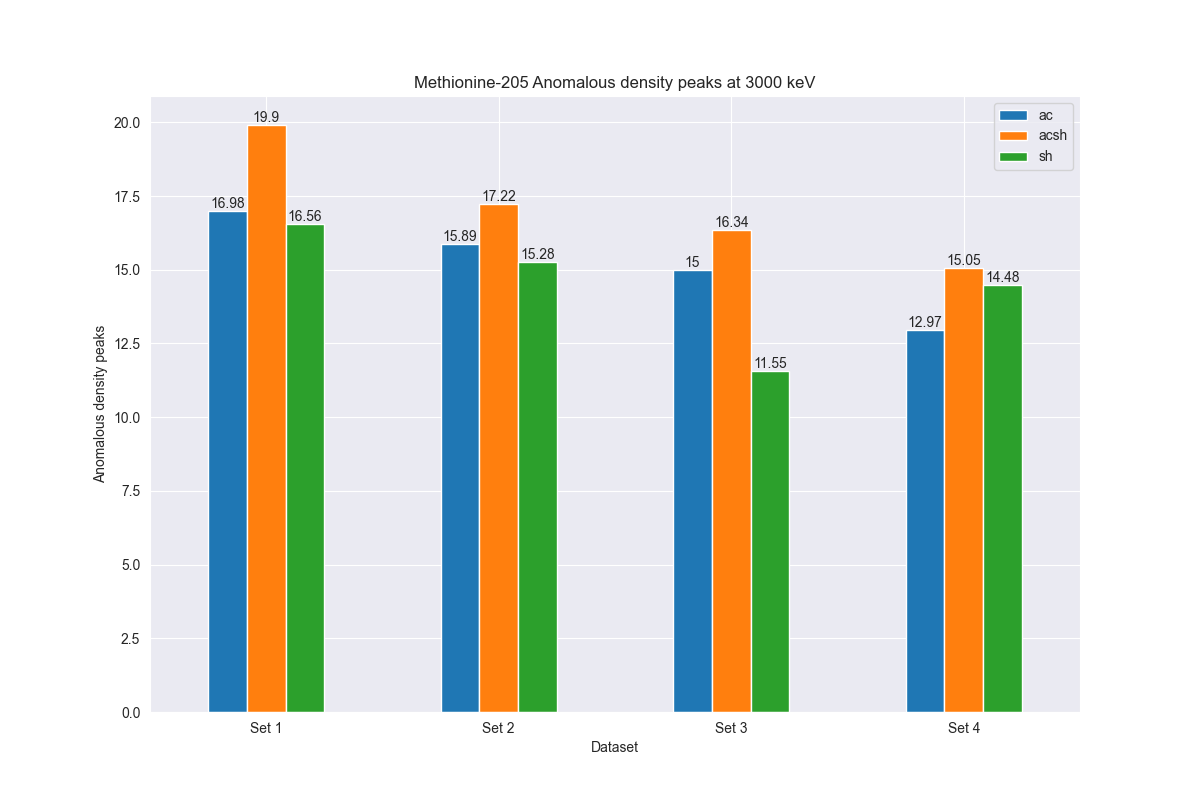 Methionine-205 Anomalous density peaks at 3000 keV
ac
acsh
sh
20.0
17.5
15.0
12.5
10.0
7.5
5.0
2.5
0.0
Anomalous density peaks
16.98
19.9
16.56
15.89
17.22
15.28
15
16.34
11.55
12.97
15.05
14.48
Set 1
Set 2
Set 3
Set 4
Dataset